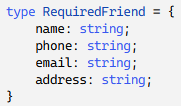 type RequiredFriend = {
    name: string;
    phone: string;
    email: string;
    address: string;
}